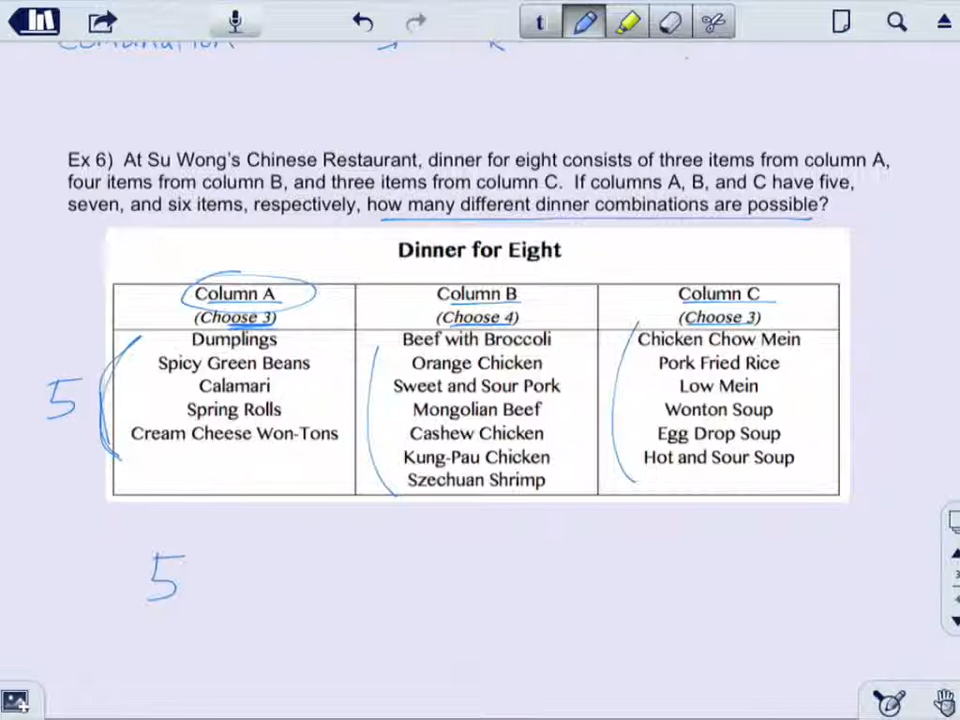 t
Combination
Ex 6) At Su Wong's Chinese Restaurant, dinner for eight consists of three items from column A,
four items from column B, and three items from column C. If columns A, B, and C have five,
seven, and six items, respectively, how many different dinner combinations are possible?
Dinner for Eight
Column A Column B Column C
(Choose 3) (Choose 4) (Choose 3)
Dumplings Beef with Broccoli Chicken Chow Mein
Spicy Green Beans Orange Chicken Pork Fried Rice
Calamari Sweet and Sour Pork Low Mein
5 Spring Rolls Mongolian Beef Wonton Soup
Cream Cheese Won-Tons Cashew Chicken Egg Drop Soup
Kung-Pau Chicken Hot and Sour Soup
Szechuan Shrimp
5